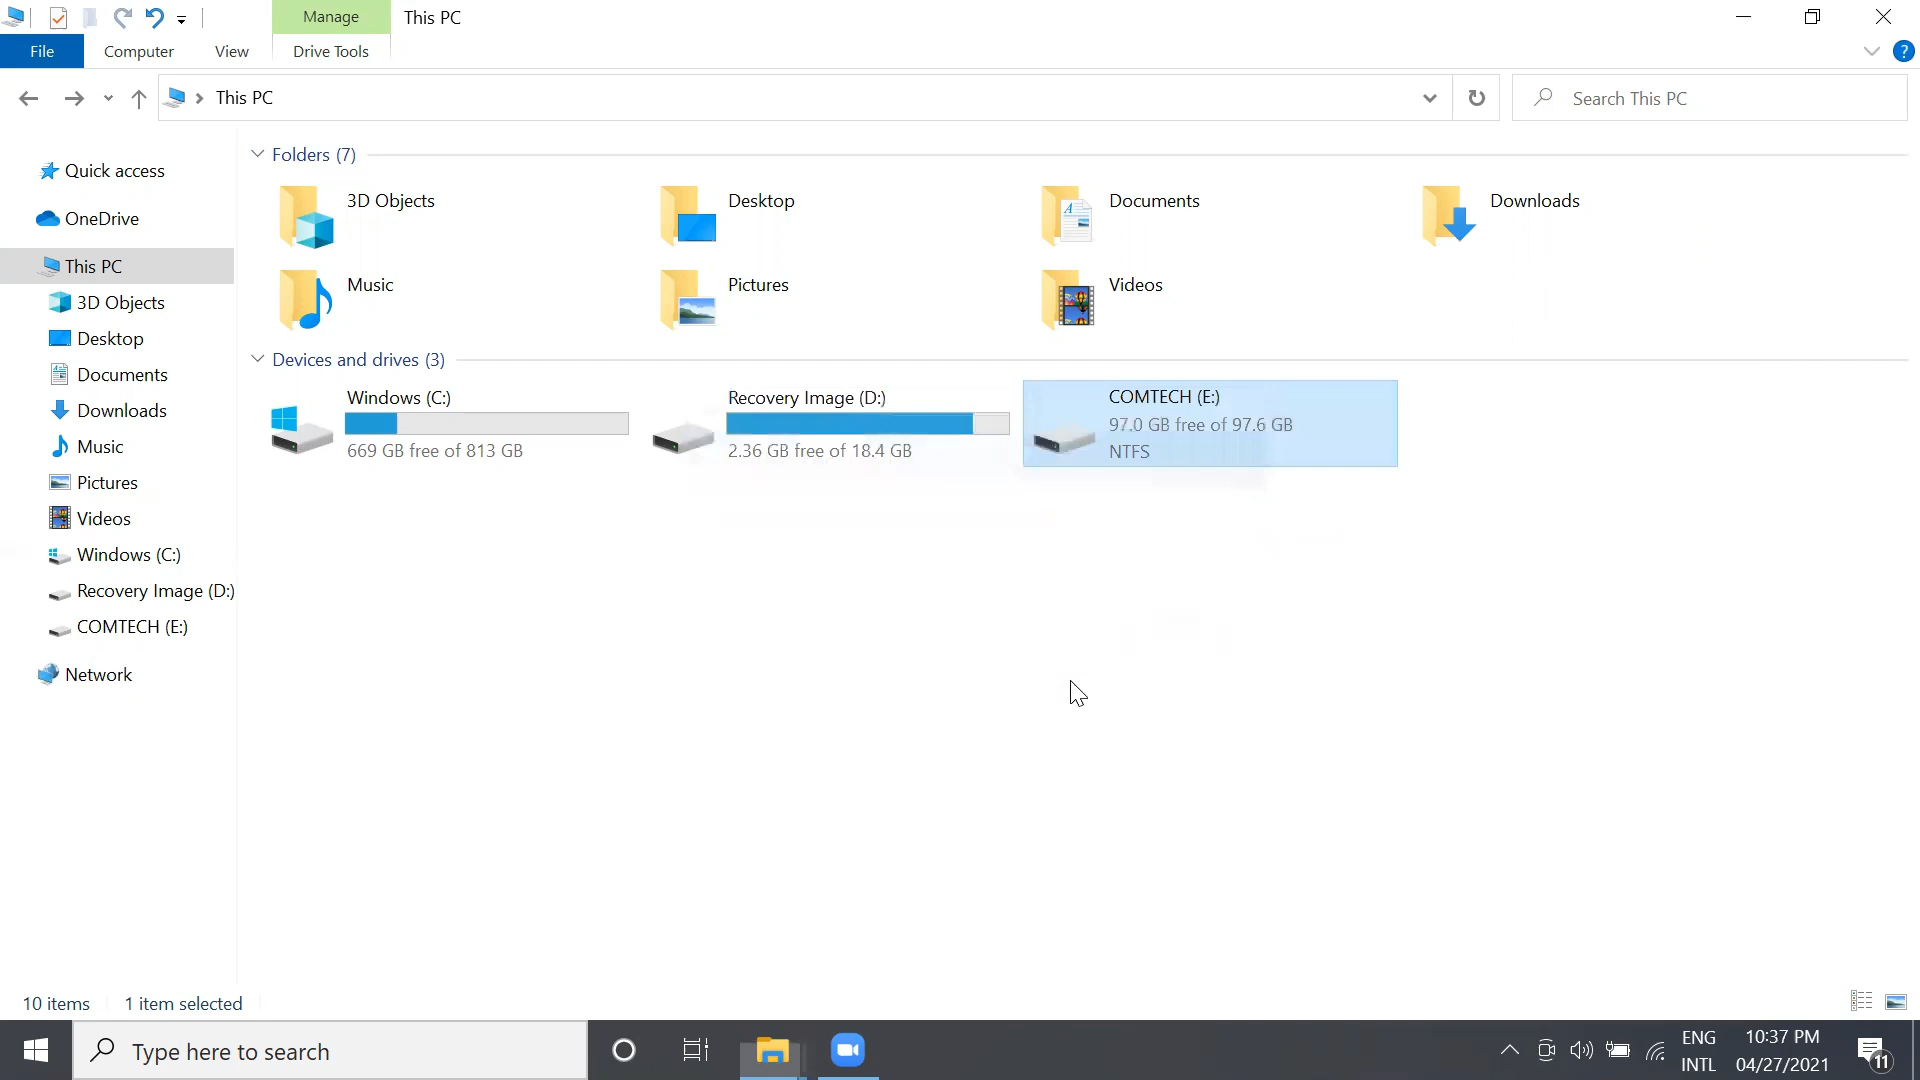 Manage
This PC
File
Computer
View
Drive Tools
?
This PC
Search This PC
Quick access
OneDrive
This PC
3D Objects
Desktop
Documents
Downloads
Music
Pictures
Videos
Windows (C:)
Recovery Image (D:)
COMTECH (E:)
Network
Folders (7)
3D Objects
Desktop
Documents
Downloads
Music
Pictures
Videos
Devices and drives (3)
Windows (C:)
669 GB free of 813 GB
Recovery Image (D:)
2.36 GB free of 18.4 GB
COMTECH (E:)
97.0 GB free of 97.6 GB
NTFS
10 items
1 item selected
Type here to search
ENG
INTL
10:37 PM
04/27/2021
11